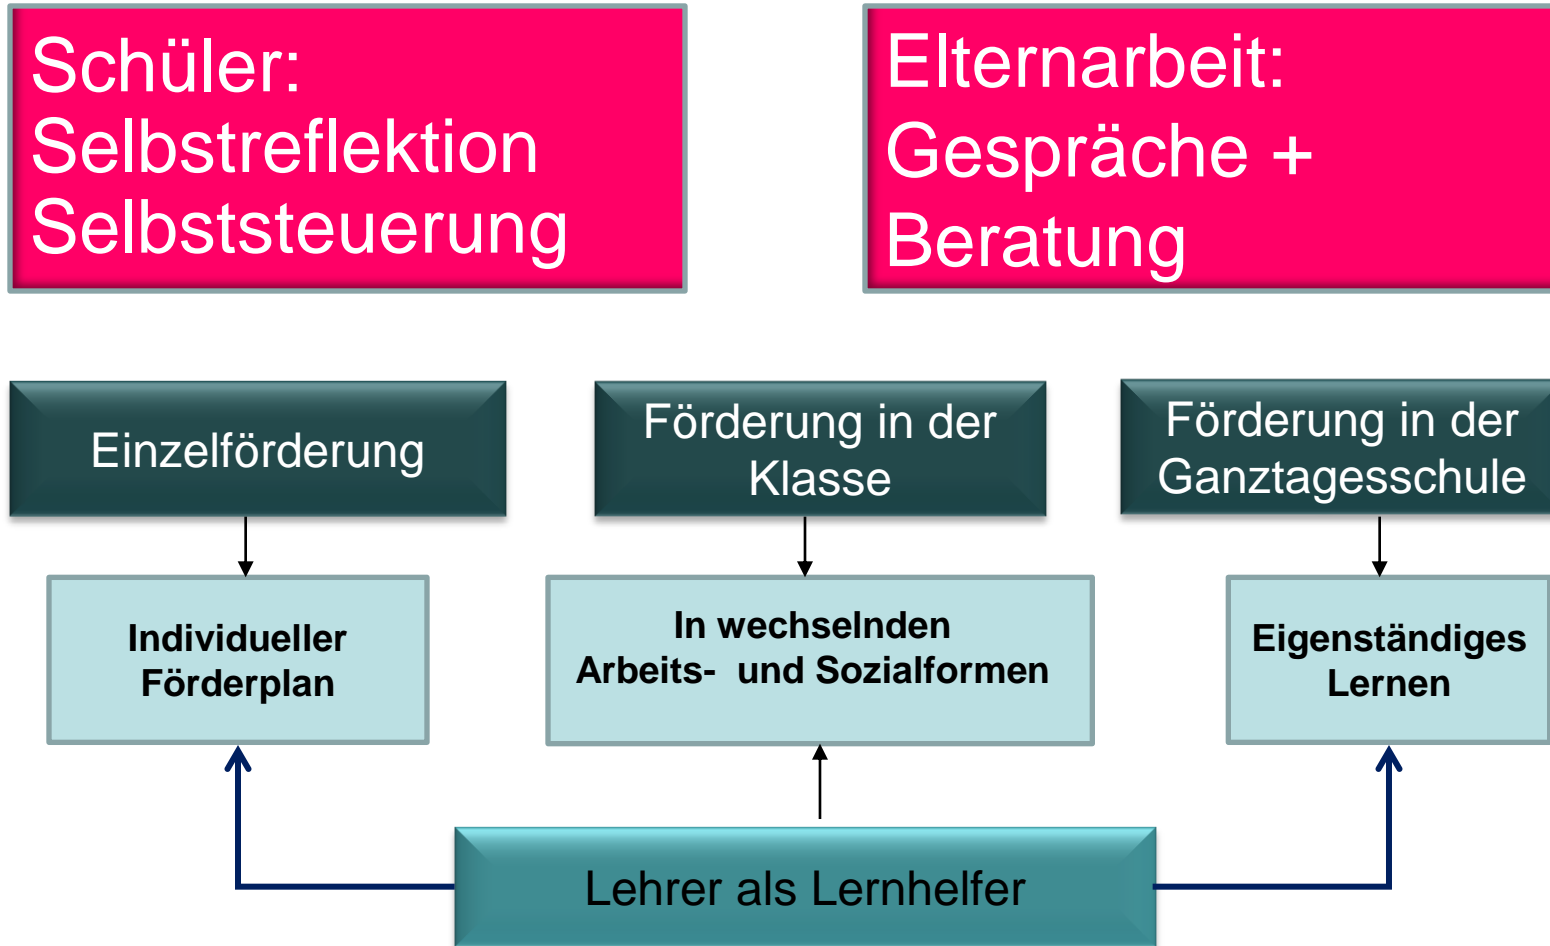 Schüler:
Selbstreflektion
Selbststeuerung
Elternarbeit:
Gespräche +
Beratung
Einzelförderung
Förderung in der
Klasse
Förderung in der
Ganztagesschule
Individueller
Förderplan
In wechselnden
Arbeits- und Sozialformen
Eigenständiges
Lernen
Lehrer als Lernhelfer